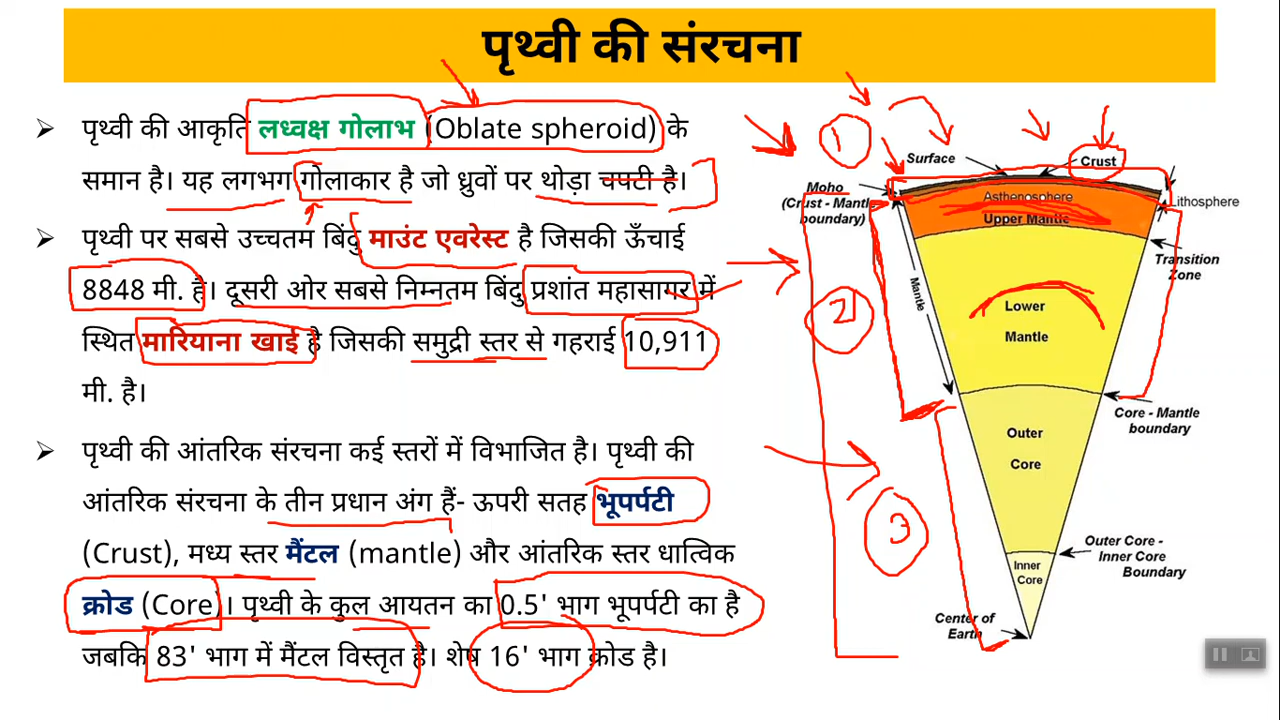 पृथ्वी की संरचना
➢ पृथ्वी की आकृति लध्वक्ष गोलाभ (Oblate spheroid) के
समान है। यह लगभग गोलाकार है जो ध्रुवों पर थोड़ा चपटी है।
➢ पृथ्वी पर सबसे उच्चतम बिंदु माउंट एवरेस्ट है जिसकी ऊँचाई
8848 मी. है। दूसरी ओर सबसे निम्नतम बिंदु प्रशांत महासागर में
स्थित मारियाना खाई है जिसकी समुद्री स्तर से गहराई 10,911
मी. है।
➢ पृथ्वी की आंतरिक संरचना कई स्तरों में विभाजित है। पृथ्वी की
आंतरिक संरचना के तीन प्रधान अंग हैं- ऊपरी सतह भूपर्पटी
(Crust), मध्य स्तर मैंटल (mantle) और आंतरिक स्तर धात्विक
क्रोड (Core)। पृथ्वी के कुल आयतन का 0.5' भाग भूपर्पटी का है
जबकि 83' भाग में मैंटल विस्तृत है। शेष 16' भाग क्रोड है।
1
Surface
Crust
Moho
(Crust - Mantle
boundary)
Asthenosphere
Lithosphere
Upper Mantle
Transition
Zone
Mantle
2
Lower
Mantle
Core - Mantle
boundary
Outer
Core
3
Outer Core -
Inner Core
Boundary
Inner
Core
Center of
Earth